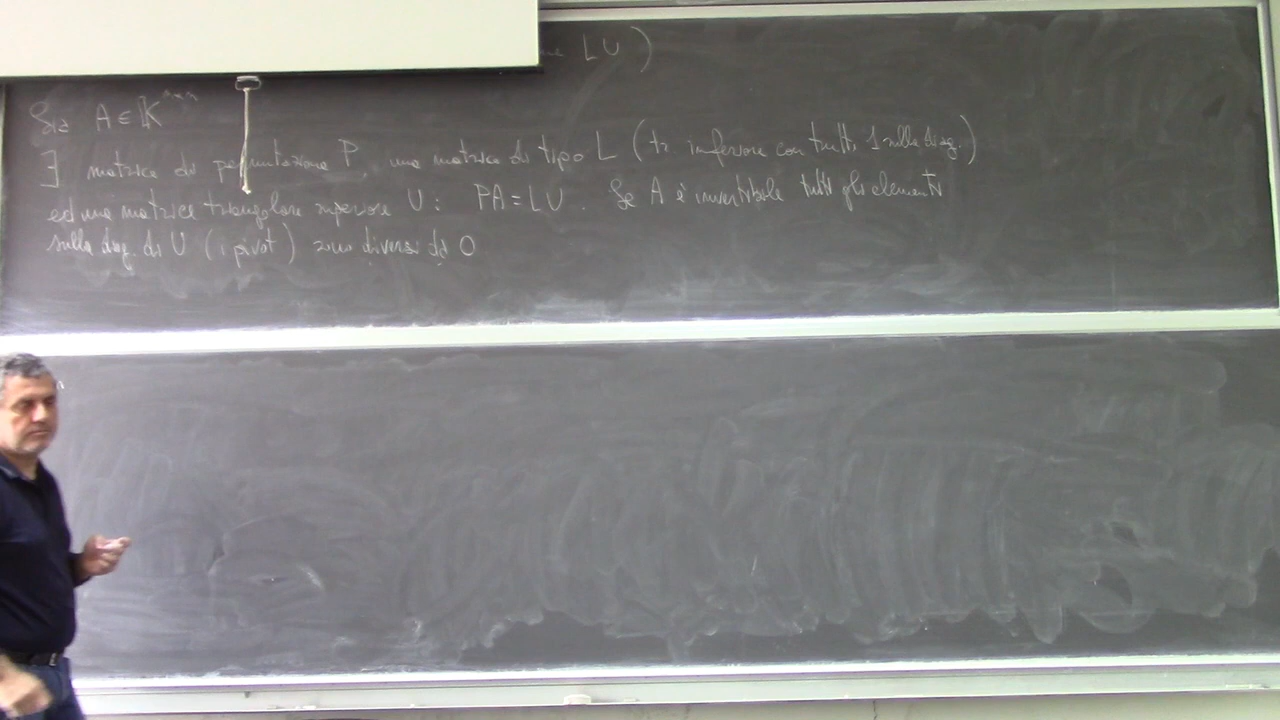 LU)
Sia A ∈ K^{n×n}
∃ matrice di permutazione P, una matrice di tipo L (tr inferiore con tutti 1 sulla diag.)
ed una matrice triangolare superiore U: PA = LU. Se A è invertibile tutti gli elementi
sulla diag. di U (i pivot) sono diversi da 0